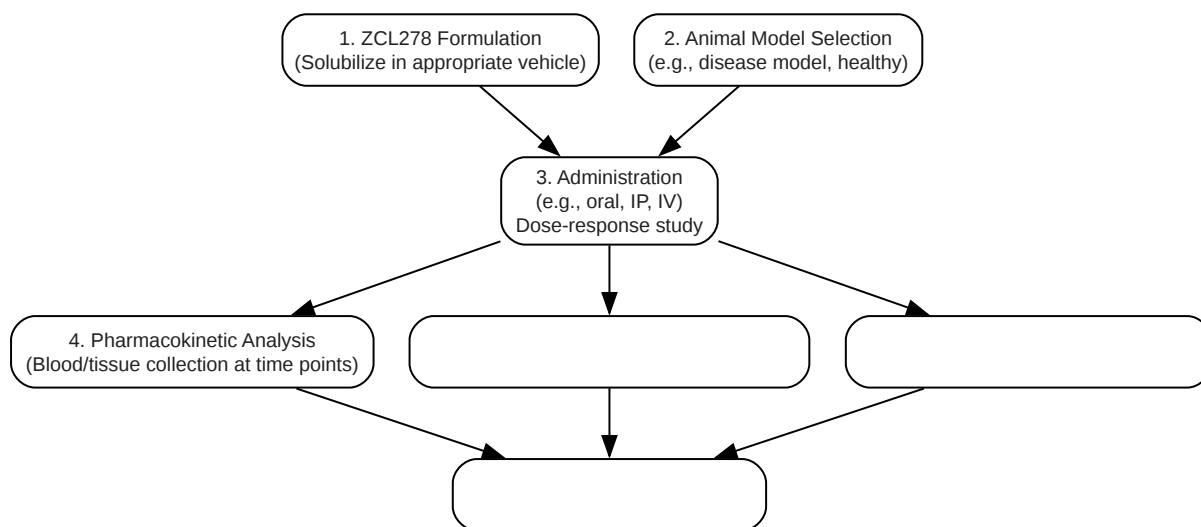 1. ZCL278 Formulation
(Solubilize in appropriate vehicle)
2. Animal Model Selection
(e.g., disease model, healthy)
3. Administration
(e.g., oral, IP, IV)
Dose-response study
4. Pharmacokinetic Analysis
(Blood/tissue collection at time points)